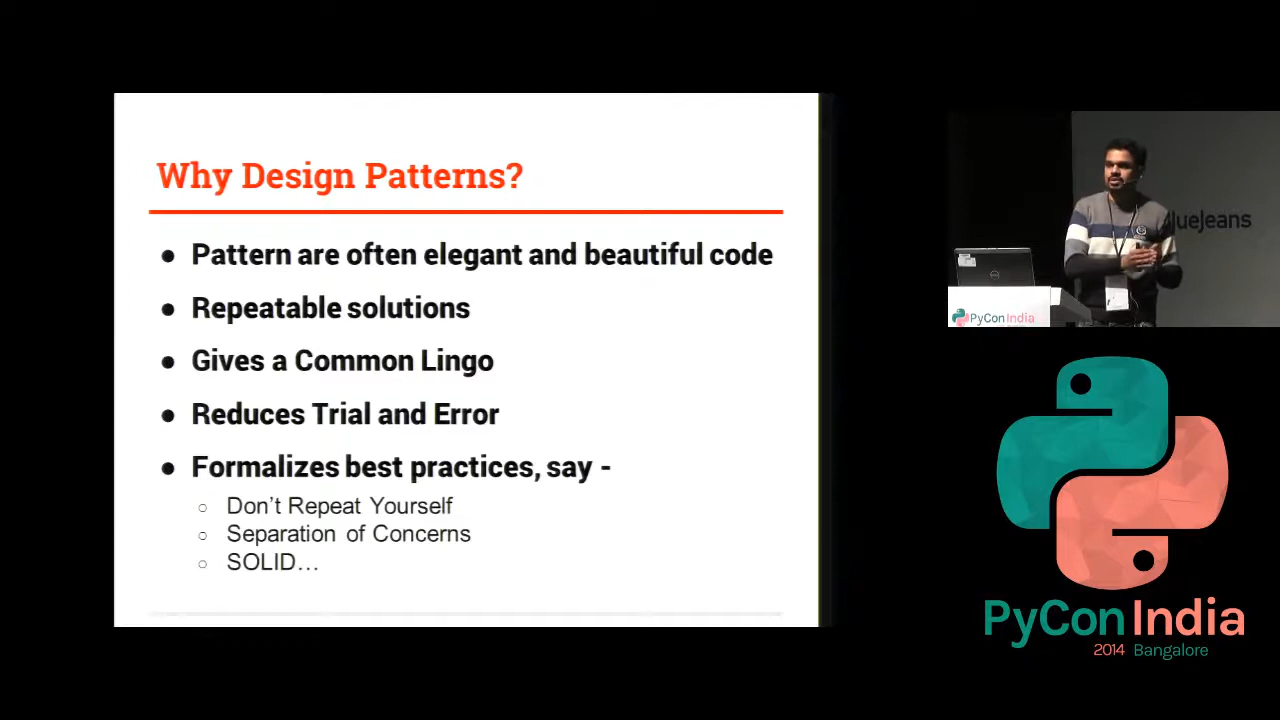 Why Design Patterns?
Pattern are often elegant and beautiful code
Repeatable solutions
Gives a Common Lingo
Reduces Trial and Error
Formalizes best practices, say -
Don't Repeat Yourself
Separation of Concerns
SOLID...
lueJeans
PyCon India
PyCon India
2014 Bangalore